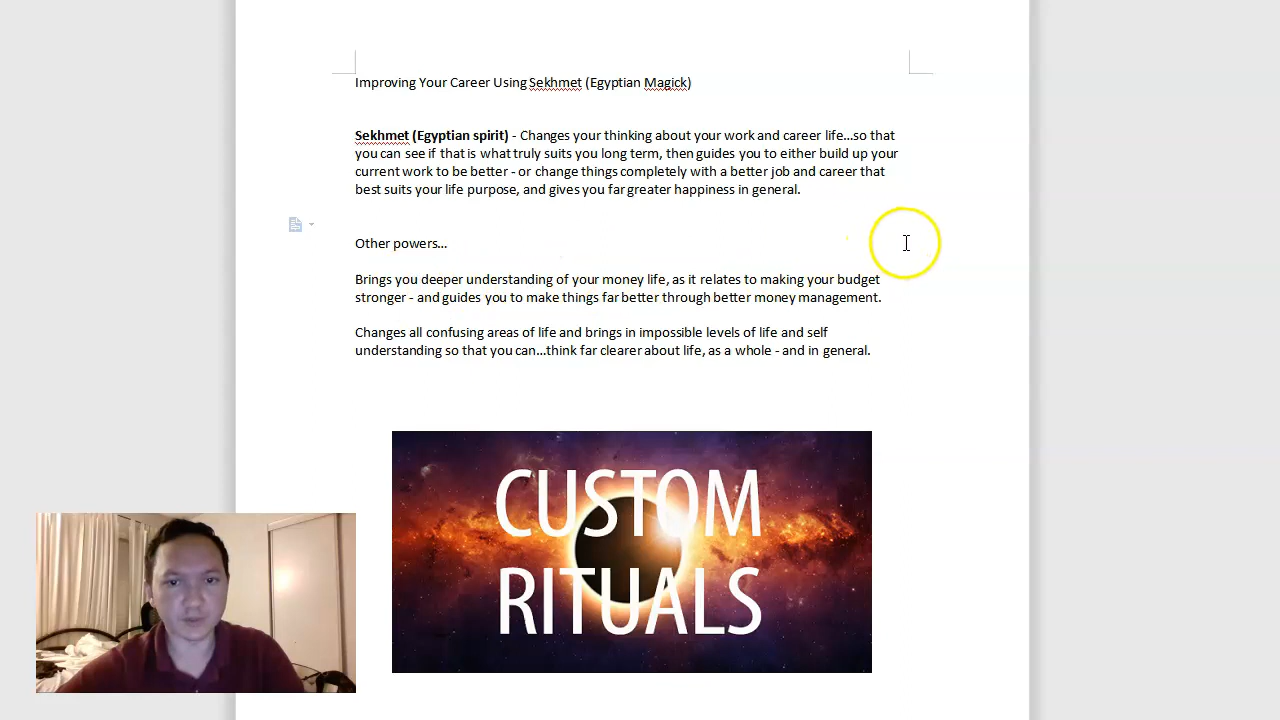 Improving Your Career Using Sekhmet (Egyptian Magick)
Sekhmet (Egyptian spirit) - Changes your thinking about your work and career life...so that
you can see if that is what truly suits you long term, then guides you to either build up your
current work to be better - or change things completely with a better job and career that
best suits your life purpose, and gives you far greater happiness in general.
Other powers...
Brings you deeper understanding of your money life, as it relates to making your budget
stronger - and guides you to make things far better through better money management.
Changes all confusing areas of life and brings in impossible levels of life and self
understanding so that you can...think far clearer about life, as a whole - and in general.
CUSTOM
RITUALS